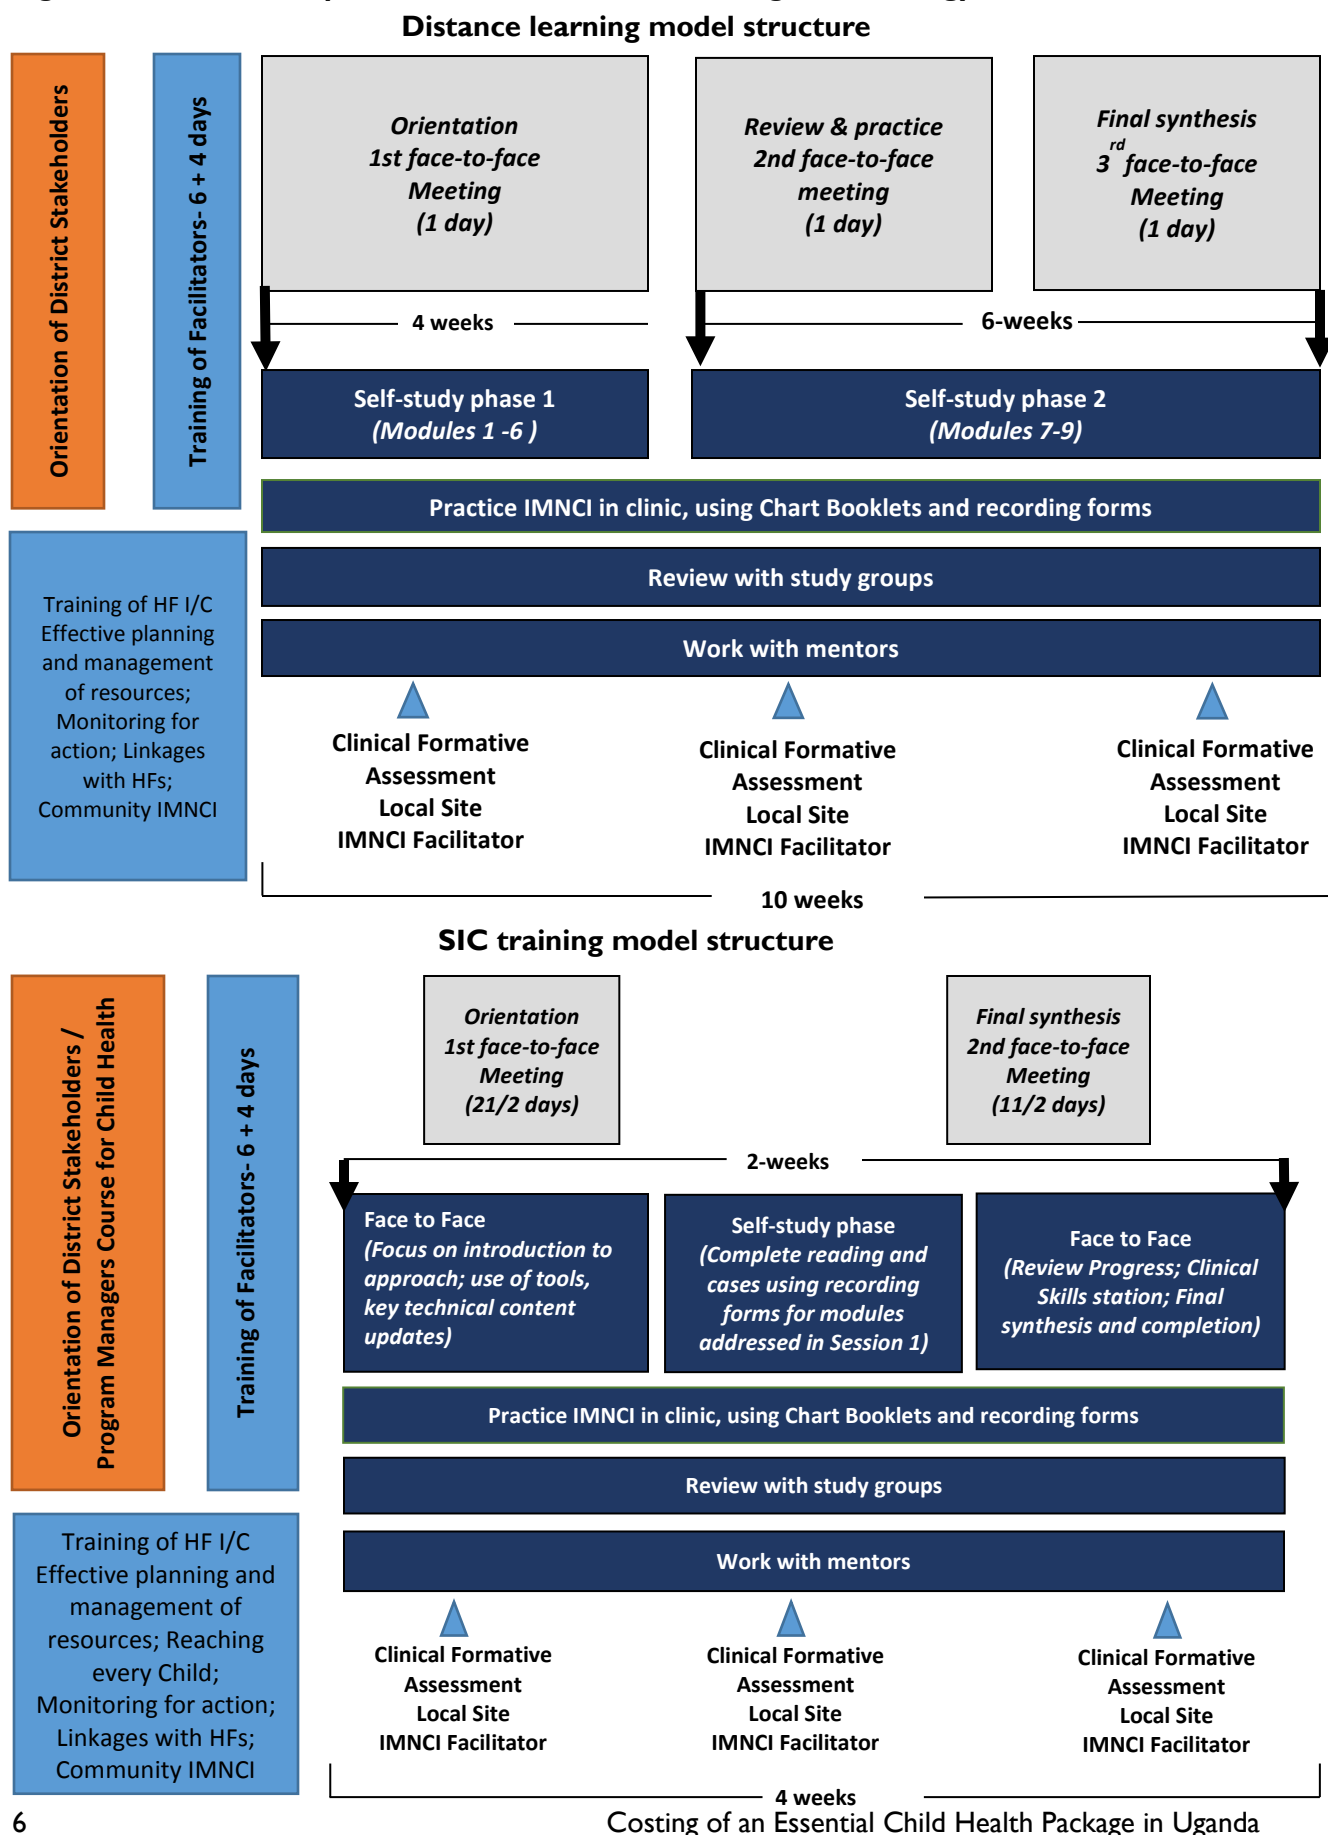 Distance learning model structure
Orientation of District Stakeholders
Training of Facilitators- 6 + 4 days
Orientation
1st face-to-face
Meeting
(1 day)
Review & practice
2nd face-to-face
meeting
(1 day)
Final synthesis
3rd face-to-face
Meeting
(1 day)
4 weeks
6-weeks
Self-study phase 1
(Modules 1 -6 )
Self-study phase 2
(Modules 7-9)
Practice IMNCI in clinic, using Chart Booklets and recording forms
Review with study groups
Work with mentors
Training of HF I/C
Effective planning
and management
of resources;
Monitoring for
action; Linkages
with HFs;
Community IMNCI
Clinical Formative
Assessment
Local Site
IMNCI Facilitator
Clinical Formative
Assessment
Local Site
IMNCI Facilitator
Clinical Formative
Assessment
Local Site
IMNCI Facilitator
10 weeks
SIC training model structure
Orientation of District Stakeholders /
Program Managers Course for Child Health
Training of Facilitators- 6 + 4 days
Orientation
1st face-to-face
Meeting
(21/2 days)
Final synthesis
2nd face-to-face
Meeting
(11/2 days)
2-weeks
Face to Face
(Focus on introduction to
approach; use of tools,
key technical content
updates)
Self-study phase
(Complete reading and
cases using recording
forms for modules
addressed in Session 1)
Face to Face
(Review Progress; Clinical
Skills station; Final
synthesis and completion)
Practice IMNCI in clinic, using Chart Booklets and recording forms
Review with study groups
Work with mentors
Training of HF I/C
Effective planning and
management of
resources; Reaching
every Child;
Monitoring for action;
Linkages with HFs;
Community IMNCI
Clinical Formative
Assessment
Local Site
IMNCI Facilitator
Clinical Formative
Assessment
Local Site
IMNCI Facilitator
Clinical Formative
Assessment
Local Site
IMNCI Facilitator
4 weeks
6
Costing of an Essential Child Health Package in Uganda